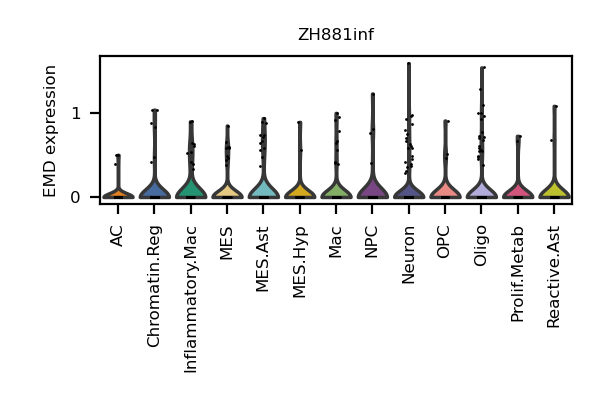 ZH881inf
EMD expression
1
0
AC
Chromatin.Reg
Inflammatory.Mac
MES
MES.Ast
MES.Hyp
Mac
NPC
Neuron
OPC
Oligo
Prolif.Metab
Reactive.Ast